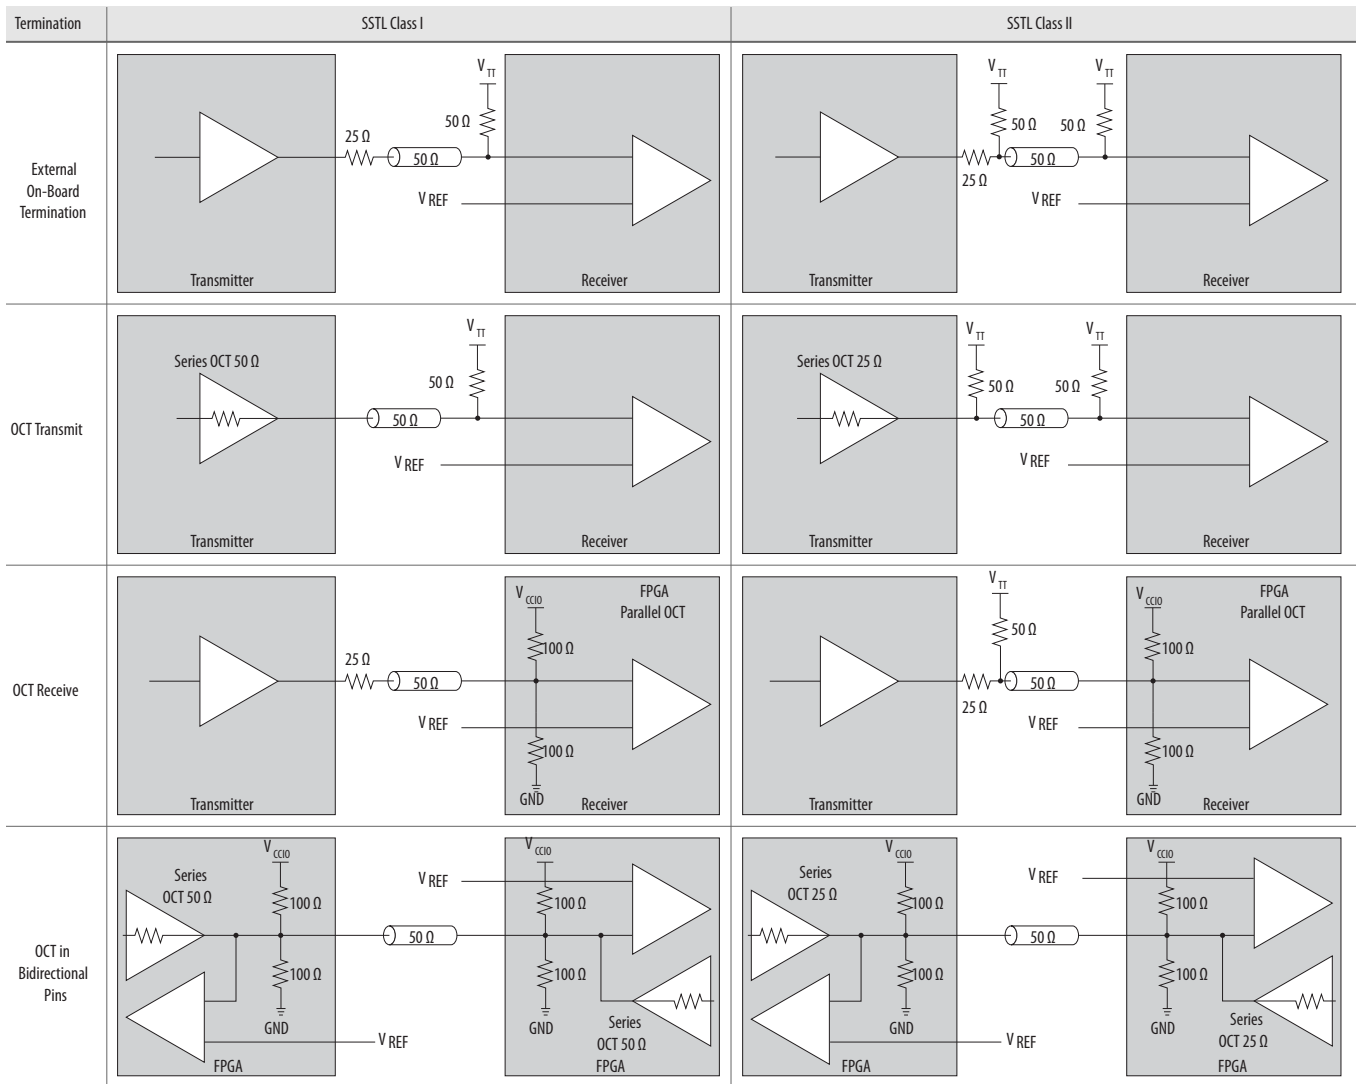 Termination
SSTL Class I
SSTL Class II
External
On-Board
Termination
V TT
50 Ω
25 Ω
50 Ω
V REF
Transmitter
Receiver
V TT
V TT
50 Ω
50 Ω
50 Ω
25 Ω
V REF
Transmitter
Receiver
OCT Transmit
Series OCT 50 Ω
V TT
50 Ω
50 Ω
V REF
Transmitter
Receiver
Series OCT 25 Ω
V TT
V TT
50 Ω
50 Ω
50 Ω
V REF
Transmitter
Receiver
OCT Receive
25 Ω
50 Ω
V REF
V CCIO
FPGA
Parallel OCT
100 Ω
100 Ω
GND
Transmitter
Receiver
V TT
50 Ω
50 Ω
25 Ω
V REF
V CCIO
FPGA
Parallel OCT
100 Ω
100 Ω
GND
Transmitter
Receiver
OCT in
Bidirectional
Pins
Series
OCT 50 Ω
V CCIO
100 Ω
100 Ω
GND
V REF
FPGA
50 Ω
V REF
V CCIO
100 Ω
100 Ω
GND
Series
OCT 50 Ω
FPGA
Series
OCT 25 Ω
V CCIO
100 Ω
100 Ω
GND
V REF
FPGA
50 Ω
V REF
V CCIO
100 Ω
100 Ω
GND
Series
OCT 25 Ω
FPGA